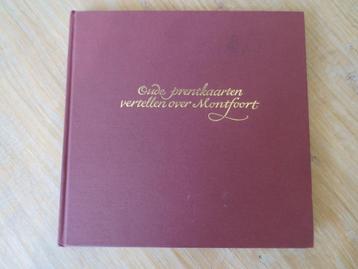 Oude prentkaarten
vertellen over Montfoort